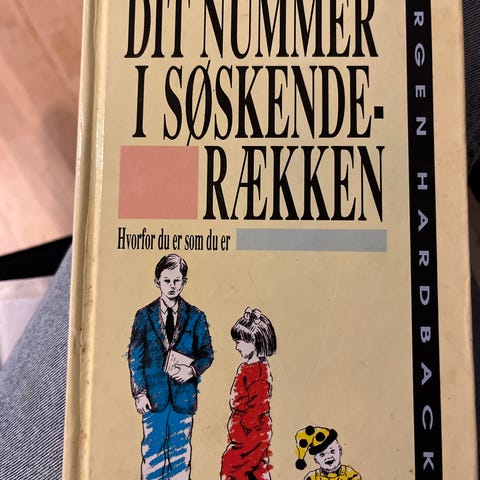 DIT NUMMER
I SØSKENDE-
RÆKKEN
Hvorfor du er som du er
RGEN HARDBACK